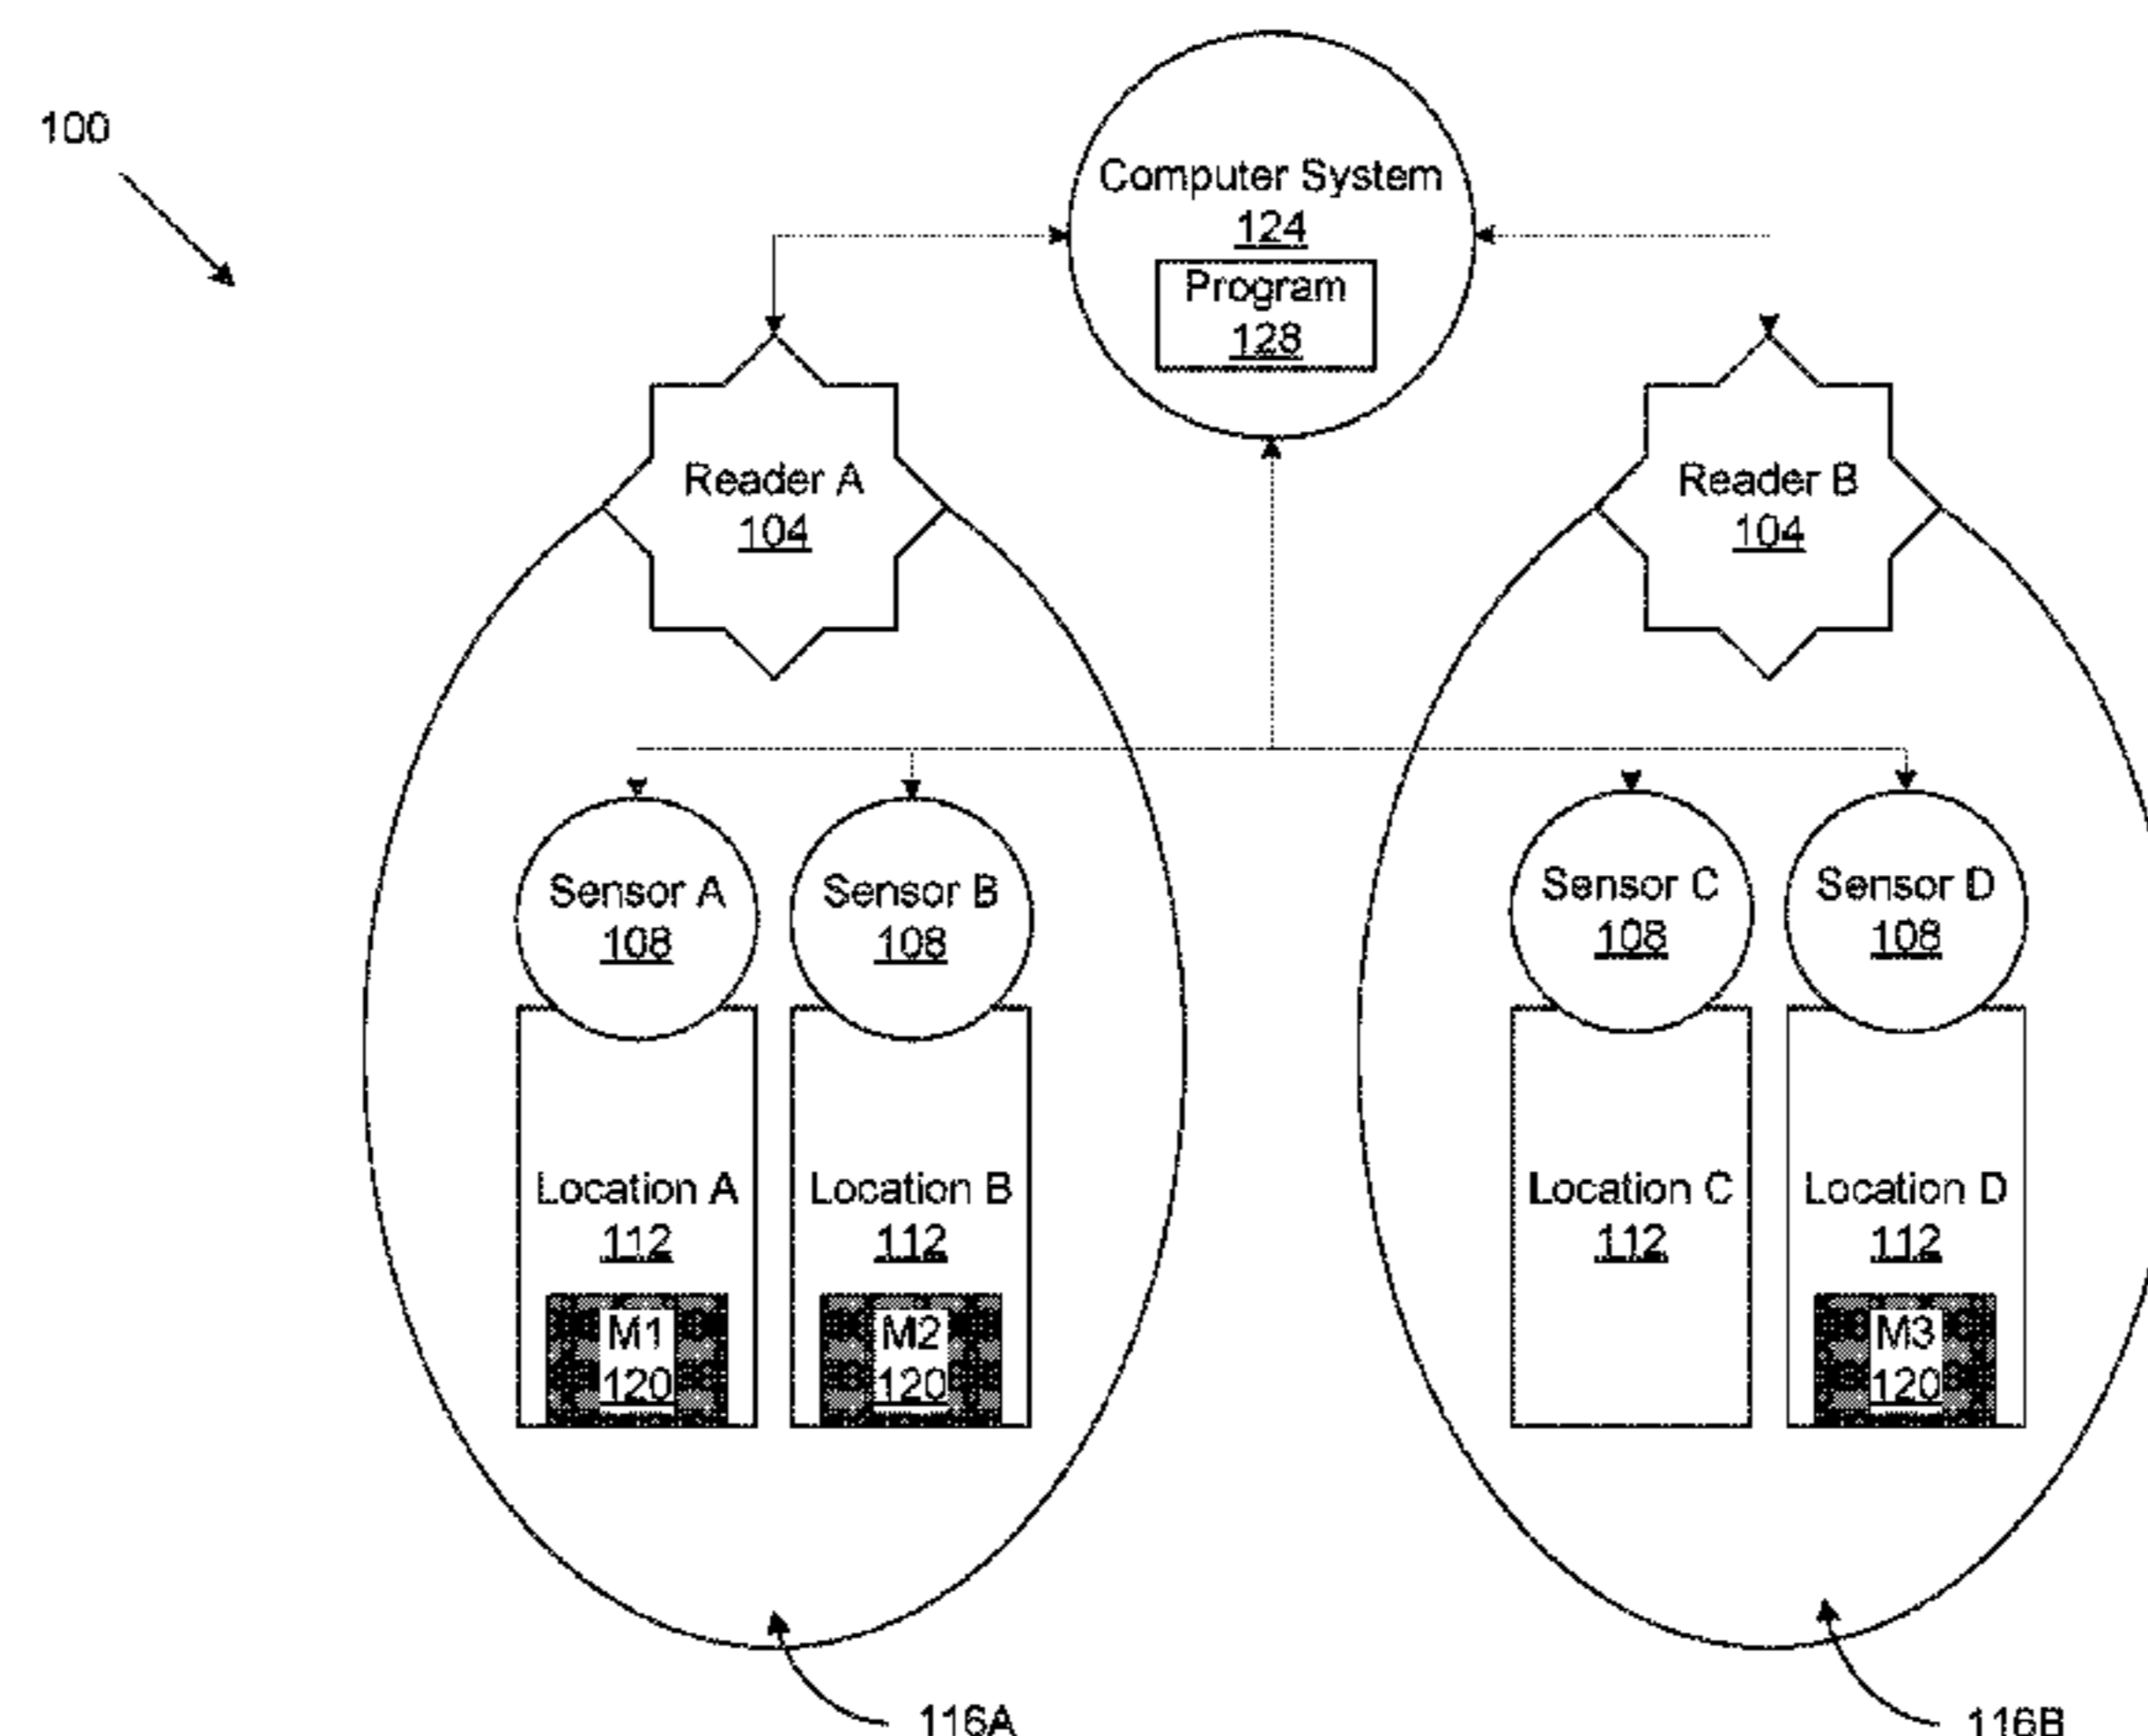 100
Computer System
124
Program
128
Reader A
104
Reader B
104
Sensor A
108
Sensor B
108
Sensor C
108
Sensor D
108
Location A
112
Location B
112
Location C
112
Location D
112
M1
120
M2
120
M3
120
116A
116B